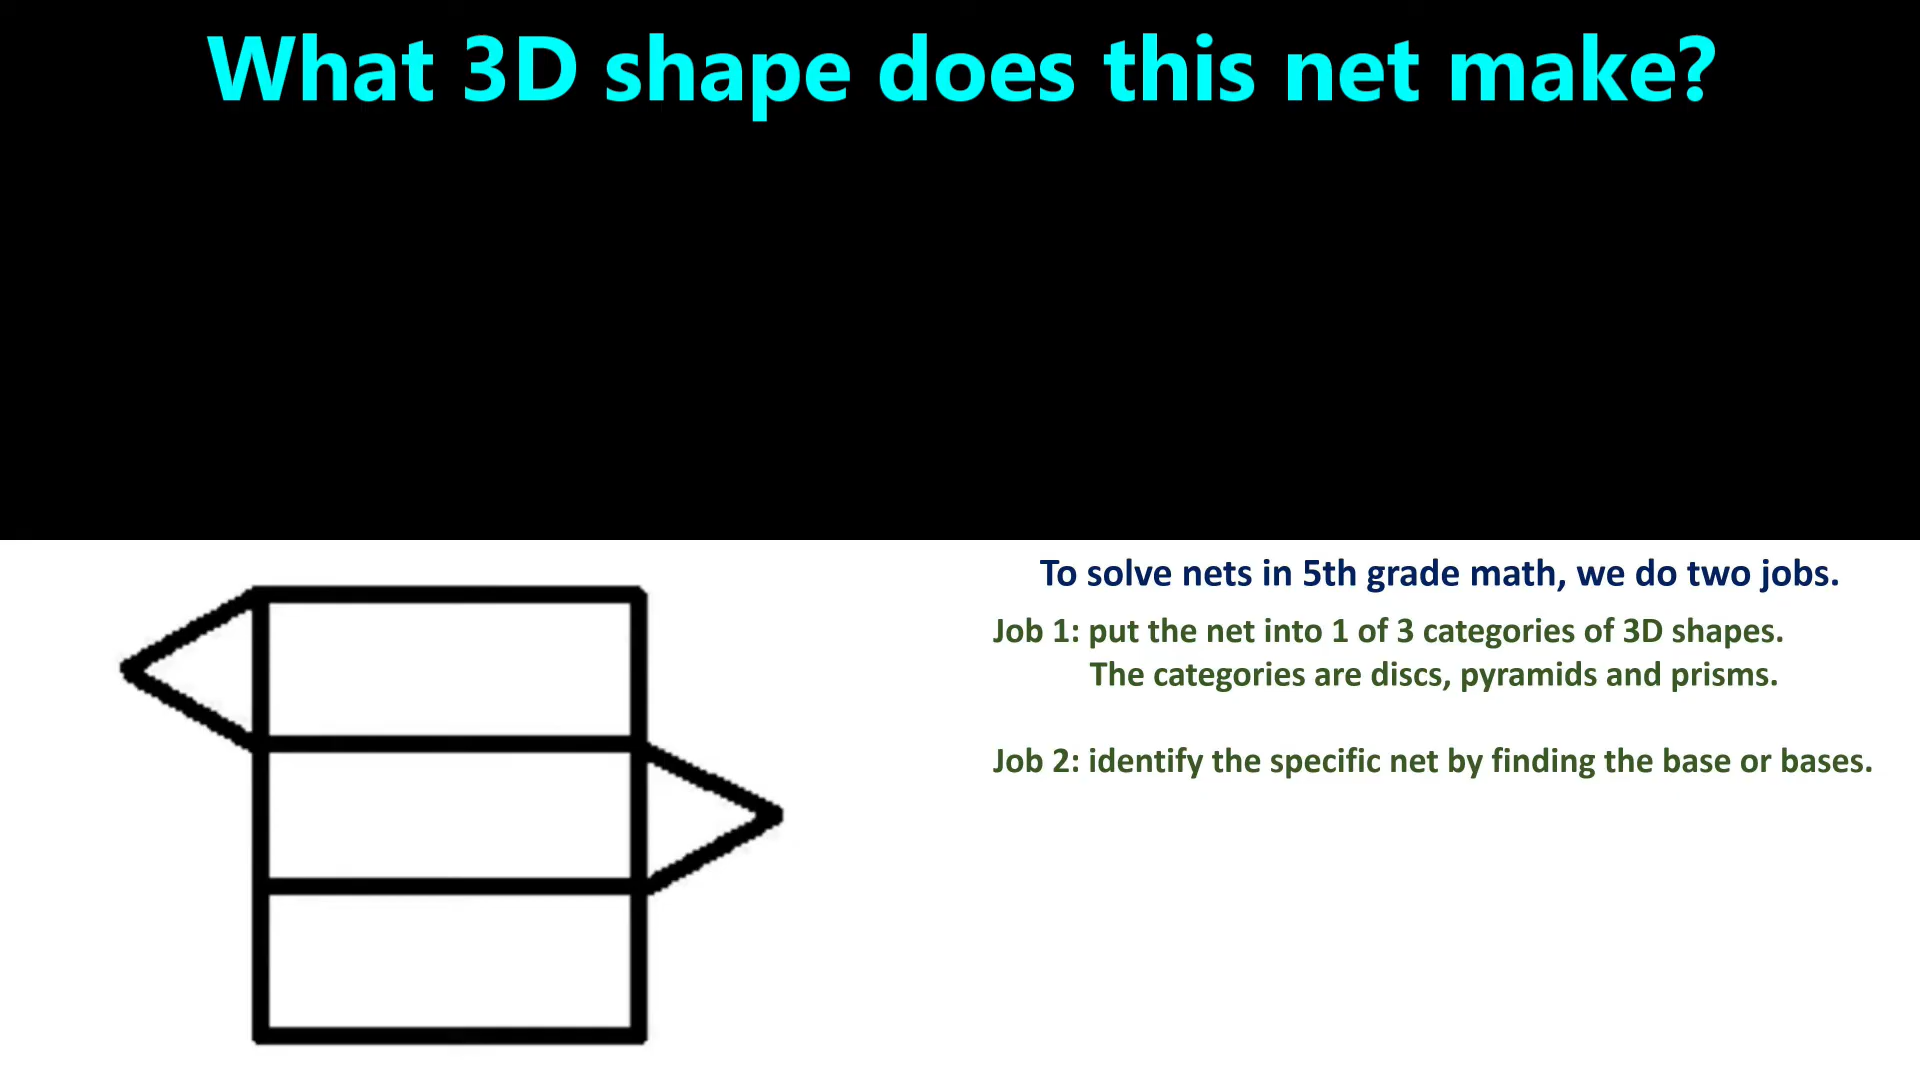 What 3D shape does this net make?
To solve nets in 5th grade math, we do two jobs.
Job 1: put the net into 1 of 3 categories of 3D shapes.
The categories are discs, pyramids and prisms.
Job 2: identify the specific net by finding the base or bases.